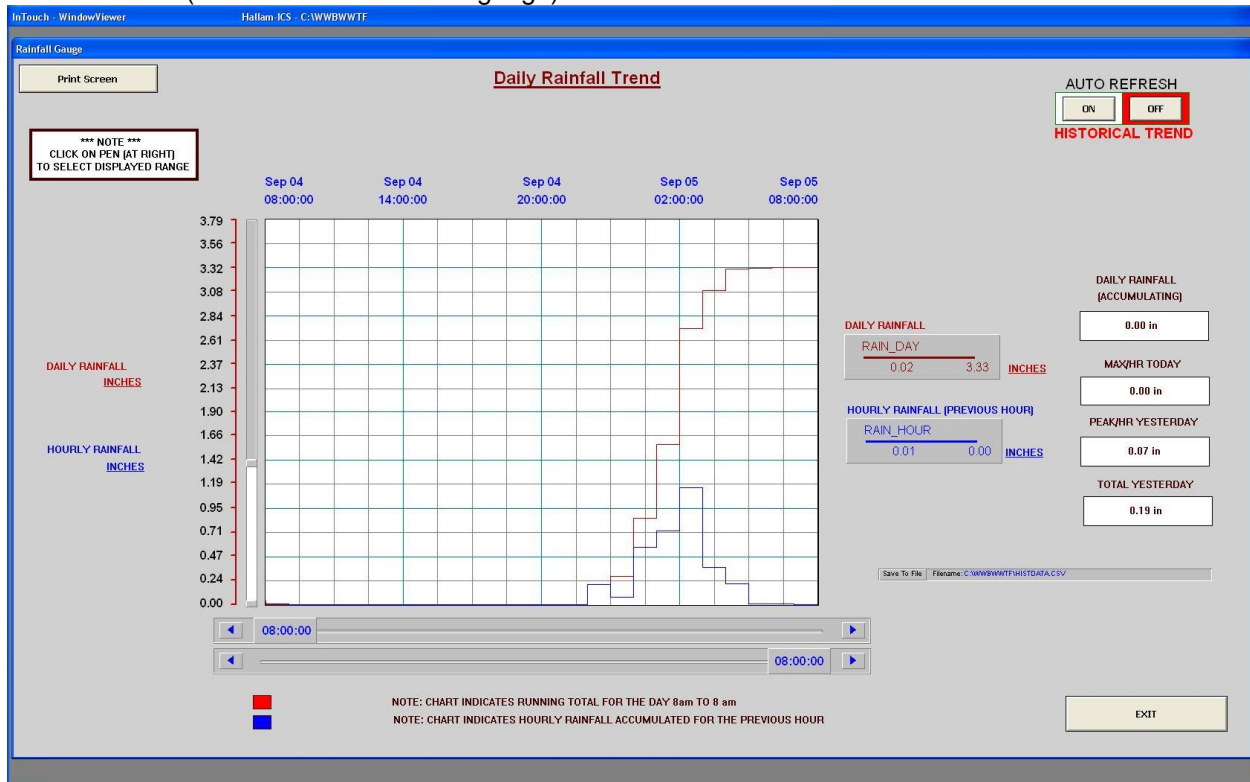 InTouch - WindowViewer Hallam-ICS - C:\WWBWWTF
Rainfall Gauge
Print Screen
Daily Rainfall Trend
AUTO REFRESH
ON OFF
HISTORICAL TREND
*** NOTE ***
CLICK ON PEN (AT RIGHT)
TO SELECT DISPLAYED RANGE
Sep 04 Sep 04 Sep 04 Sep 05 Sep 05
08:00:00 14:00:00 20:00:00 02:00:00 08:00:00
3.79
3.56
3.32
3.08
2.84
2.61
2.37
2.13
1.90
1.66
1.42
1.19
0.95
0.71
0.47
0.24
0.00
DAILY RAINFALL
INCHES
HOURLY RAINFALL
INCHES
DAILY RAINFALL
RAIN_DAY
0.02 3.33 INCHES
HOURLY RAINFALL (PREVIOUS HOUR)
RAIN_HOUR
0.01 0.00 INCHES
DAILY RAINFALL
(ACCUMULATING)
0.00 in
MAX/HR TODAY
0.00 in
PEAK/HR YESTERDAY
0.07 in
TOTAL YESTERDAY
0.19 in
Save To File Filename: C:\WWBWWTF\HISTDATA.CSV
08:00:00
08:00:00
NOTE: CHART INDICATES RUNNING TOTAL FOR THE DAY 8am TO 8 am
NOTE: CHART INDICATES HOURLY RAINFALL ACCUMULATED FOR THE PREVIOUS HOUR
EXIT